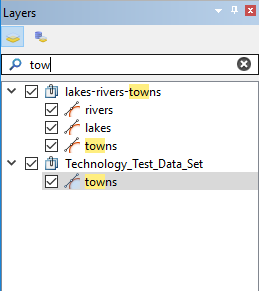 Layers
tow
lakes-rivers-towns
rivers
lakes
towns
Technology_Test_Data_Set
towns